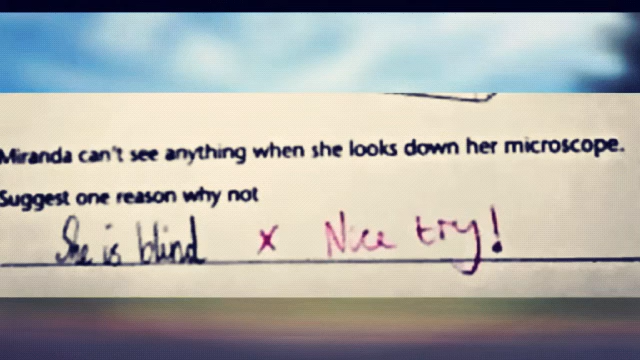 Miranda can't see anything when she looks down her microscope.
Suggest one reason why not
She is blind x Nice try!